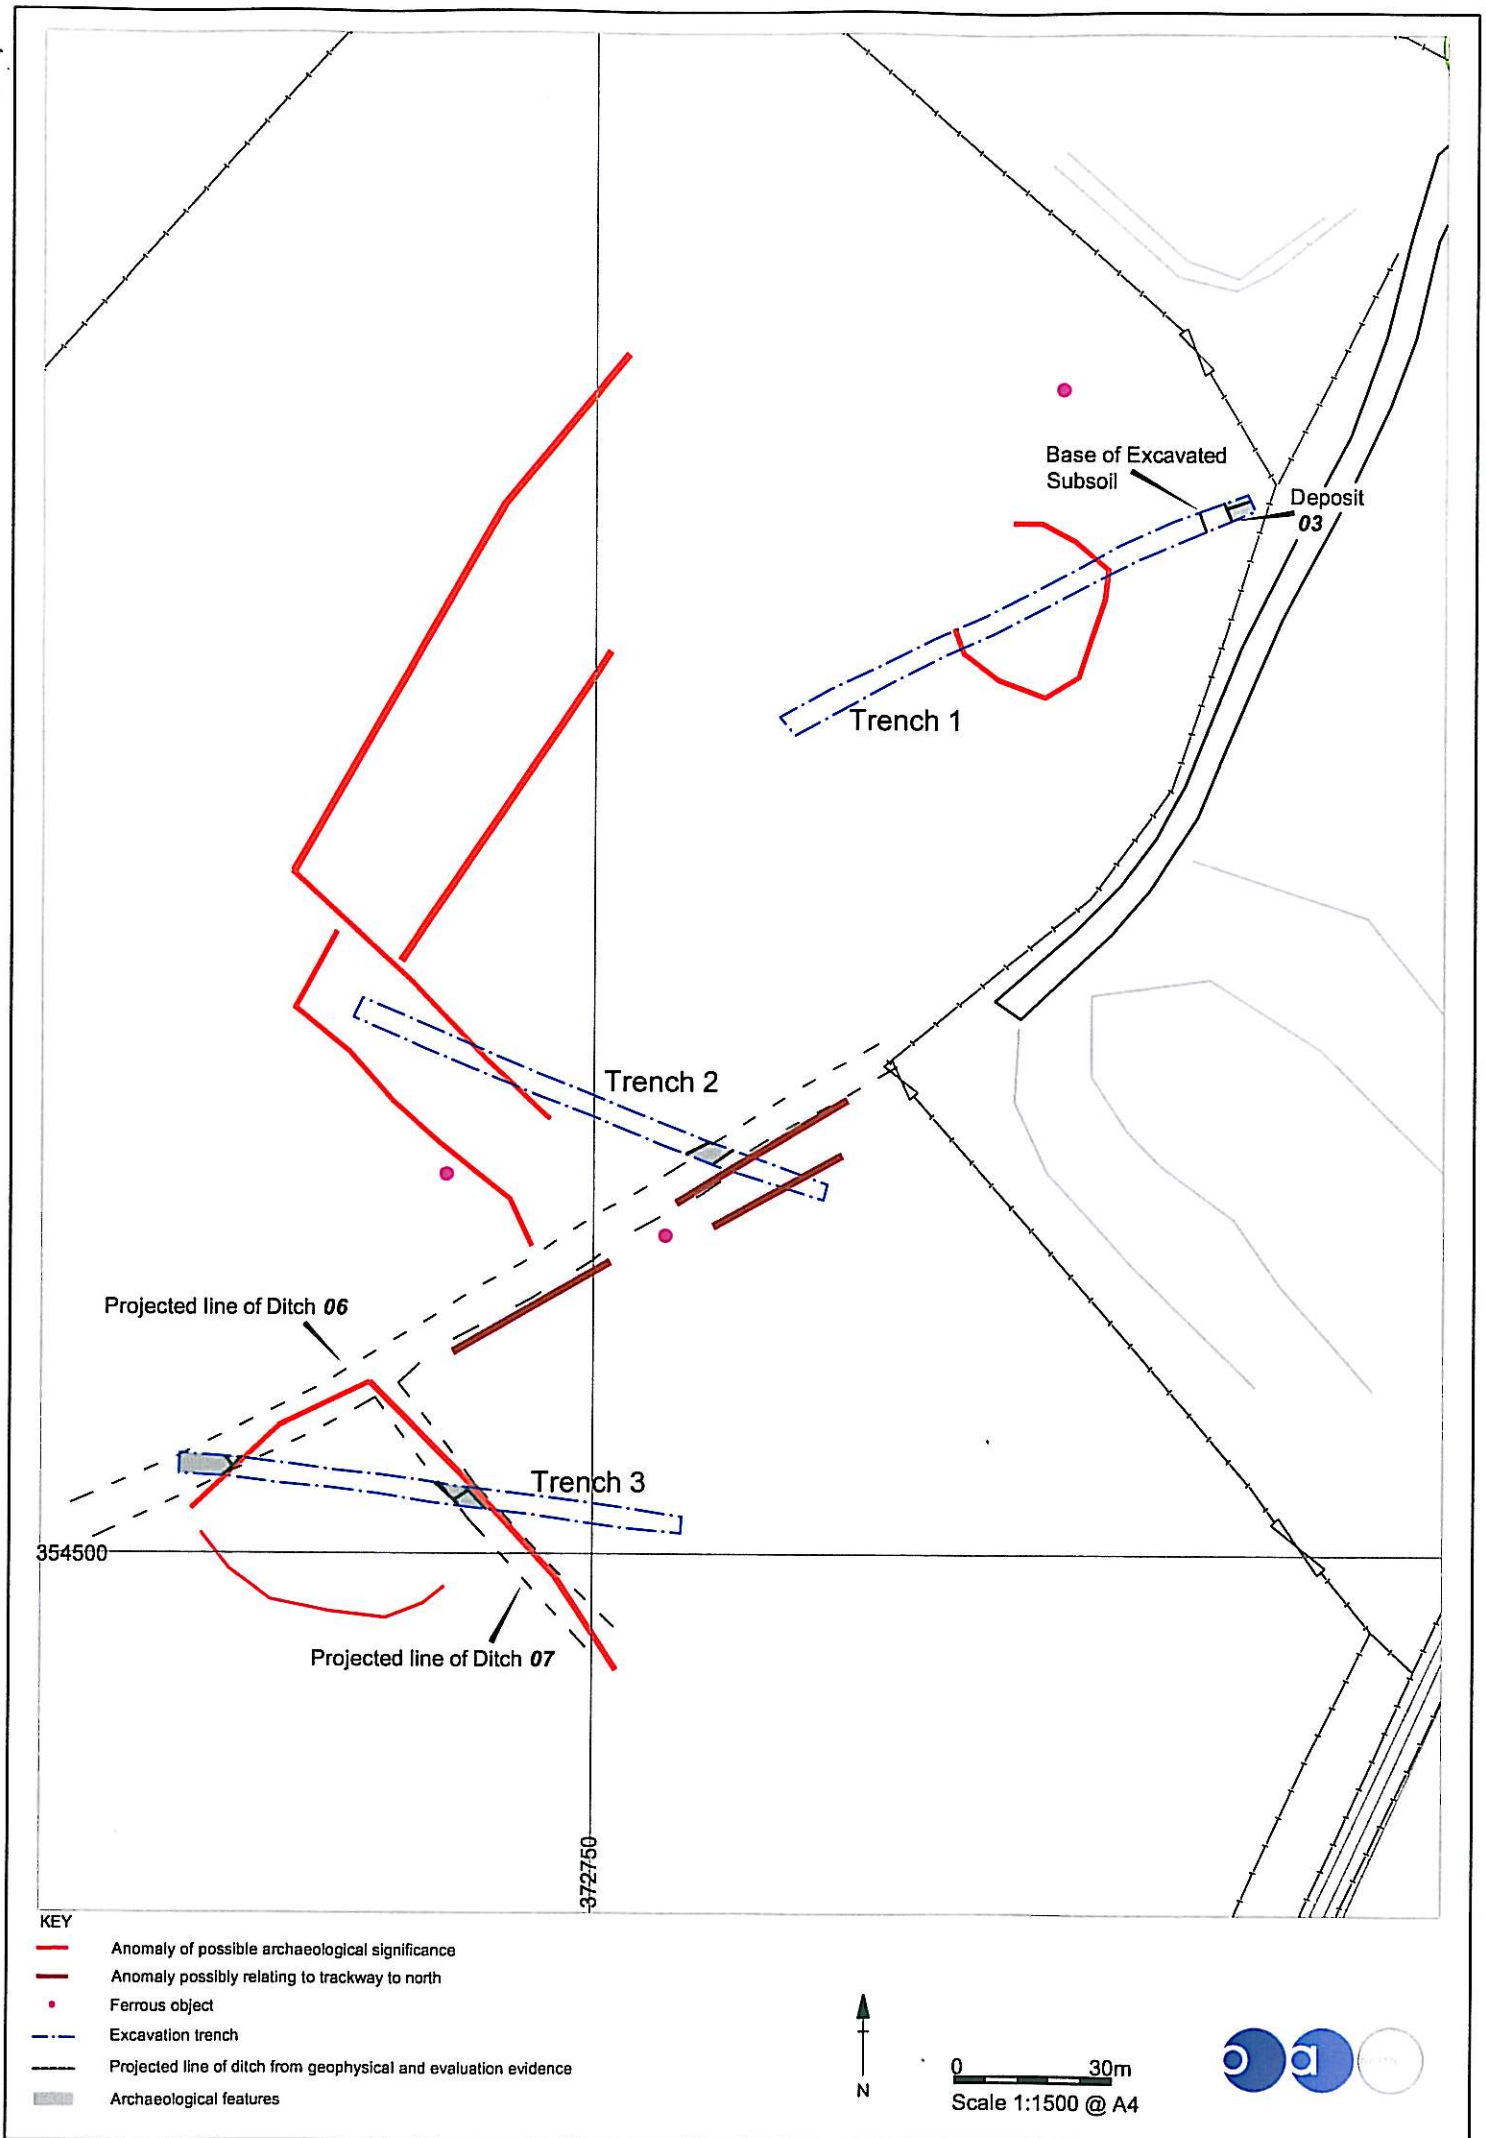 Base of Excavated
Subsoil
Deposit
03
Trench 1
Trench 2
Projected line of Ditch 06
Trench 3
354500
Projected line of Ditch 07
372750
KEY
Anomaly of possible archaeological significance
Anomaly possibly relating to trackway to north
Ferrous object
Excavation trench
Projected line of ditch from geophysical and evaluation evidence
Archaeological features
N
0 30m
Scale 1:1500 @ A4
o a